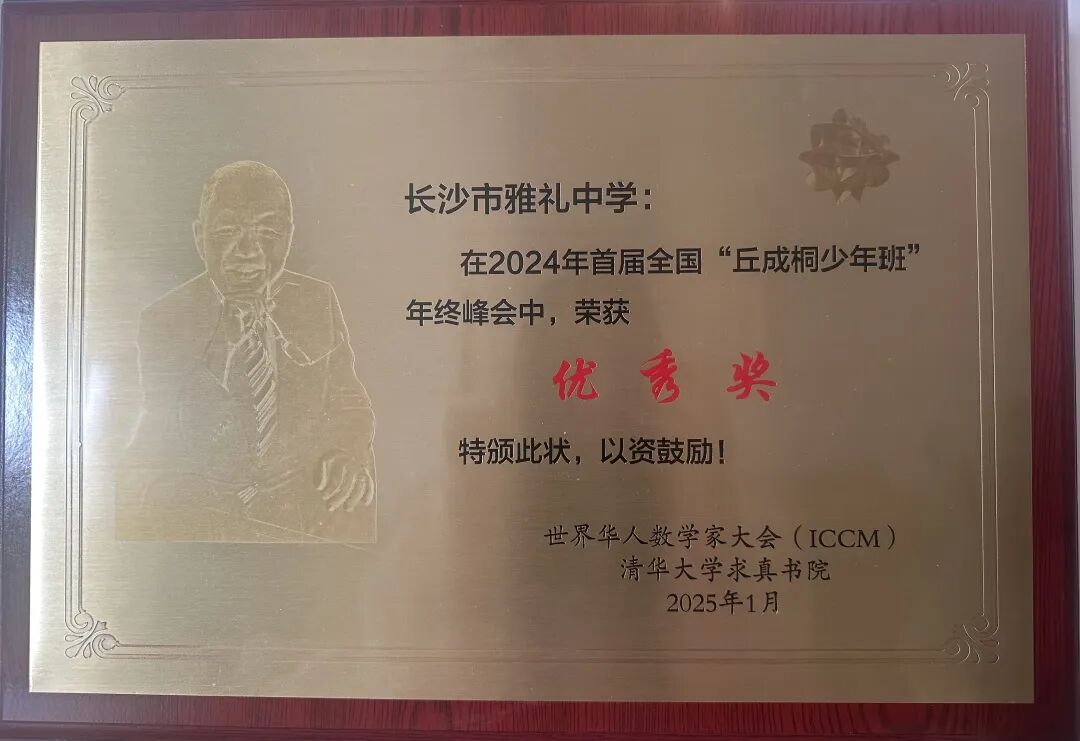 长沙市雅礼中学：
在2024年首届全国“丘成桐少年班”
年终峰会中，荣获
优秀奖
特颁此状，以资鼓励！
世界华人数学家大会（ICCM）
清华大学求真书院
2025年1月